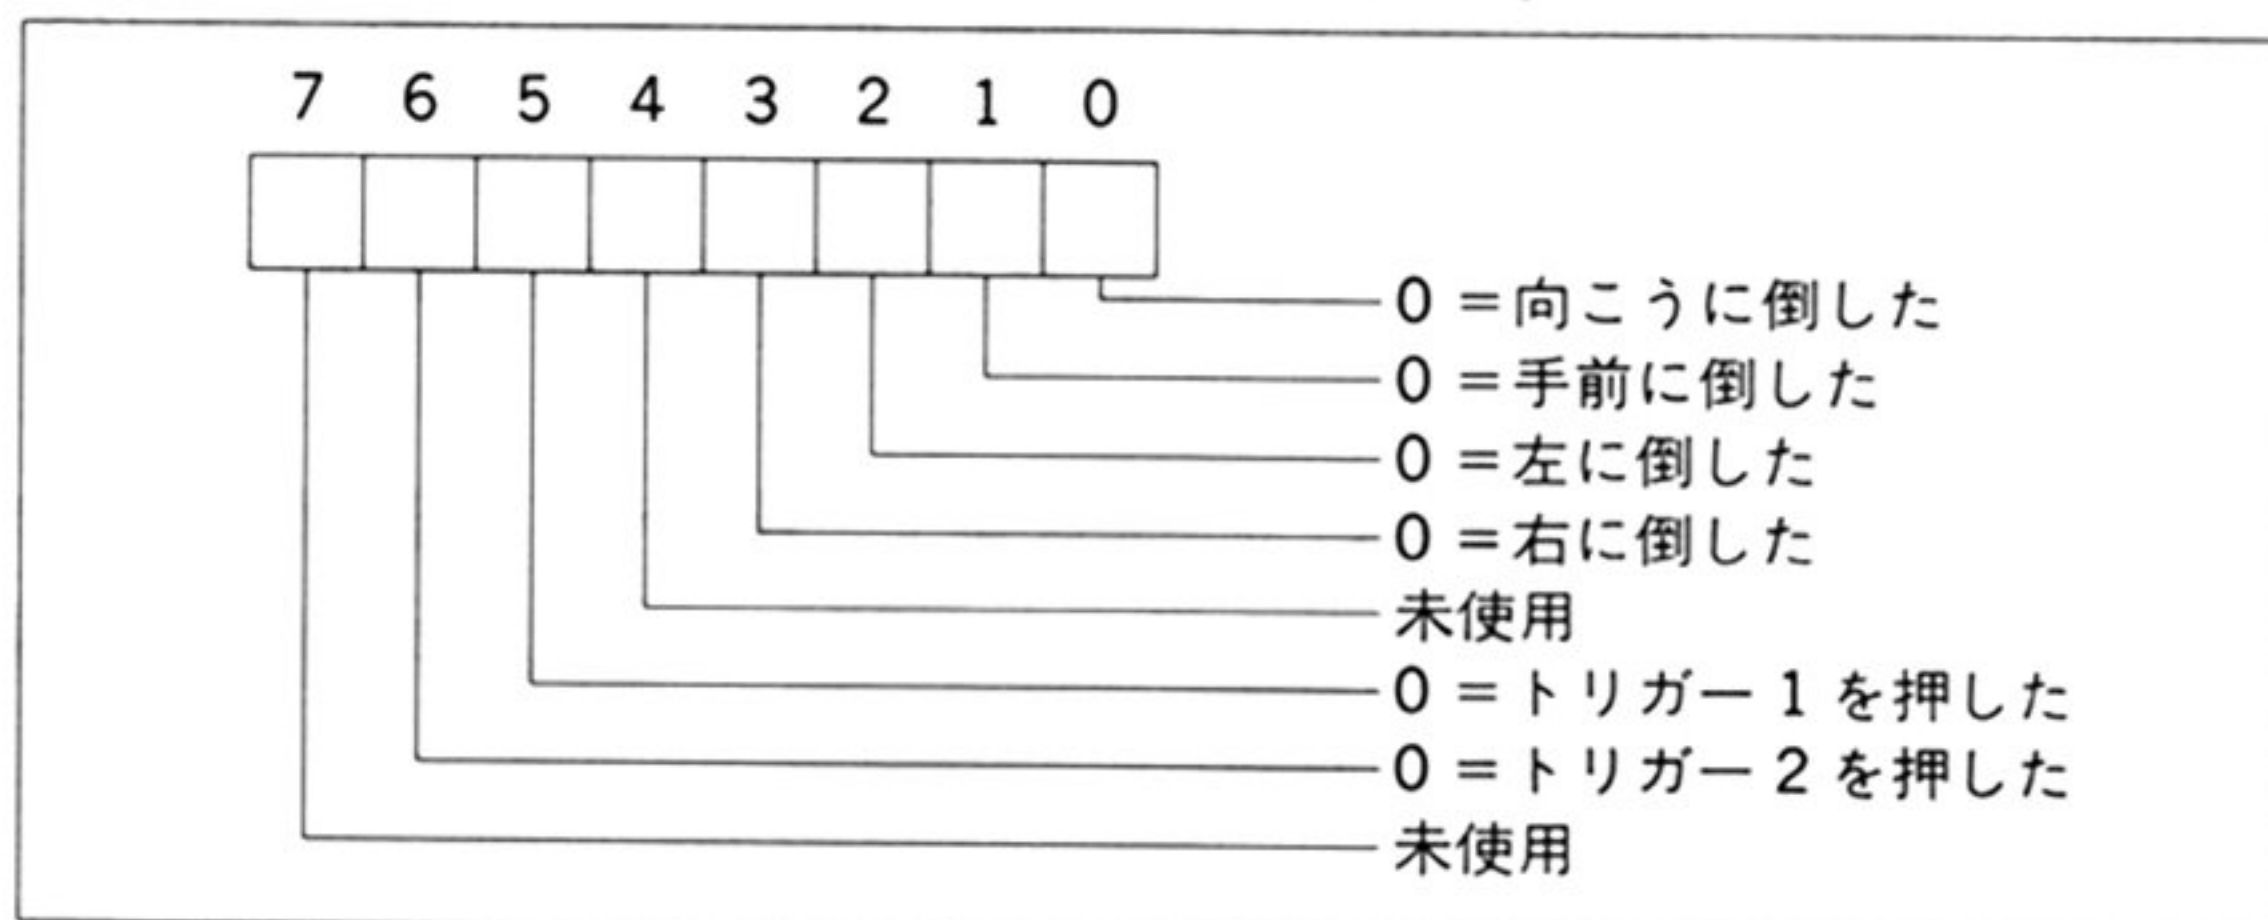 7 6 5 4 3 2 1 0
0 =向こうに倒した
0 =手前に倒した
0 =左に倒した
0 =右に倒した
未使用
0 =トリガー 1 を押した
0 =トリガー 2 を押した
未使用